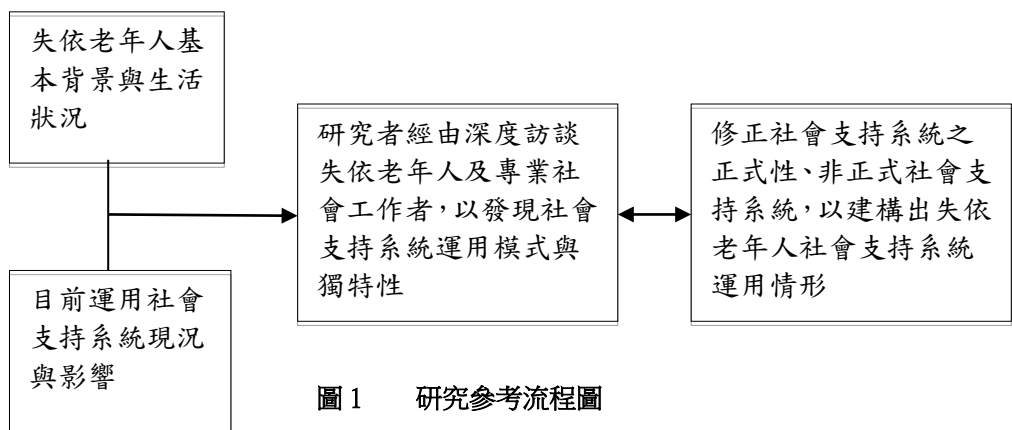 失依老年人基
本背景與生活
狀況
目前運用社會
支持系統現況
與影響
研究者經由深度訪談
失依老年人及專業社
會工作者，以發現社會
支持系統運用模式與
獨特性
修正社會支持系統之
正式性、非正式社會支
持系統，以建構出失依
老年人社會支持系統
運用情形
圖 1　研究參考流程圖